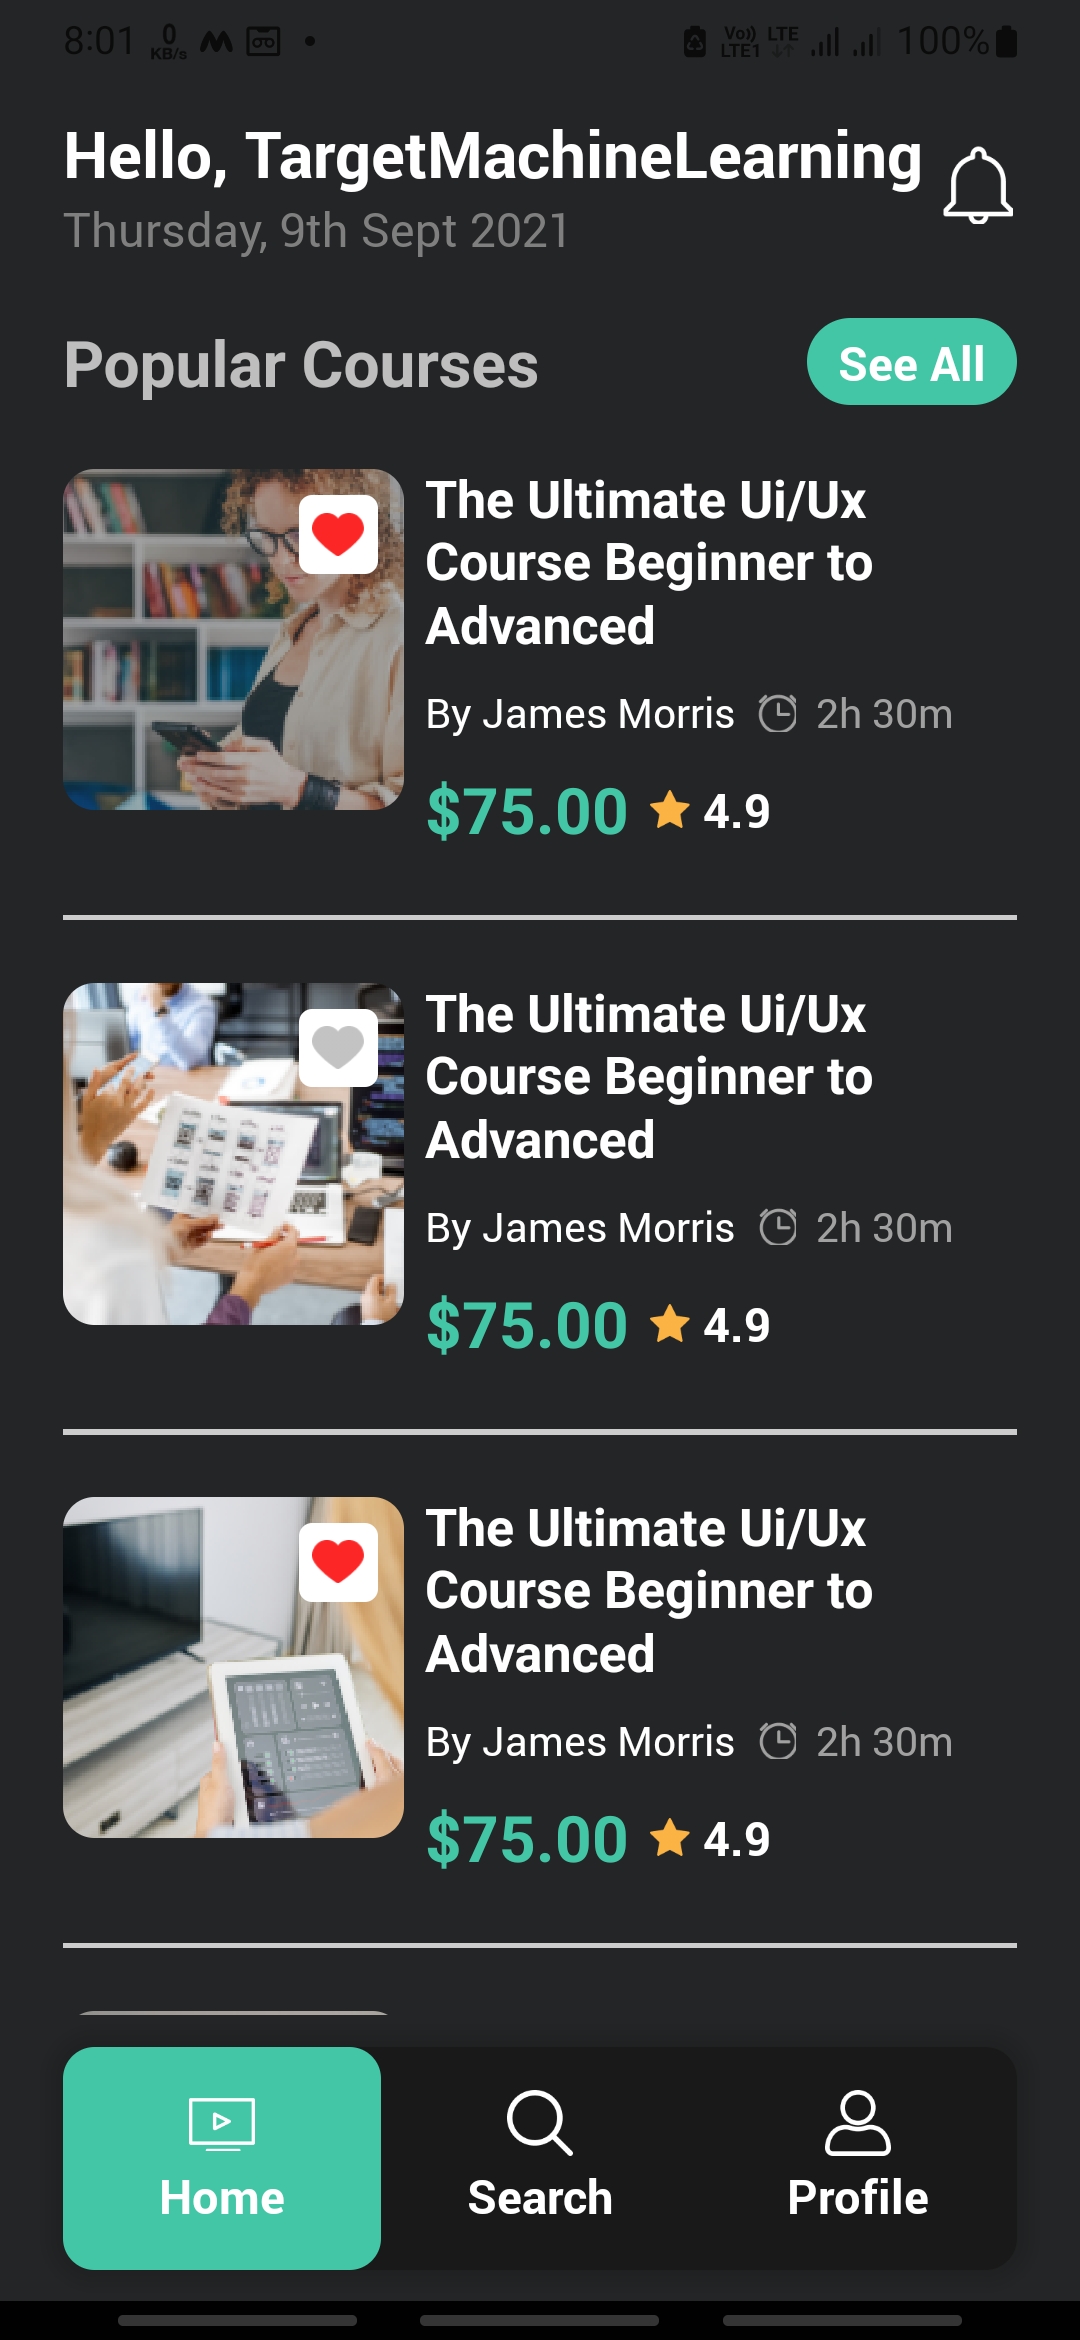 8:01 0 KB/s Vo)) LTE1 LTE 100%
Hello, TargetMachineLearning
Thursday, 9th Sept 2021
Popular Courses
See All
The Ultimate Ui/Ux
Course Beginner to
Advanced
By James Morris 2h 30m
$75.00 4.9
The Ultimate Ui/Ux
Course Beginner to
Advanced
By James Morris 2h 30m
$75.00 4.9
The Ultimate Ui/Ux
Course Beginner to
Advanced
By James Morris 2h 30m
$75.00 4.9
Home Search Profile